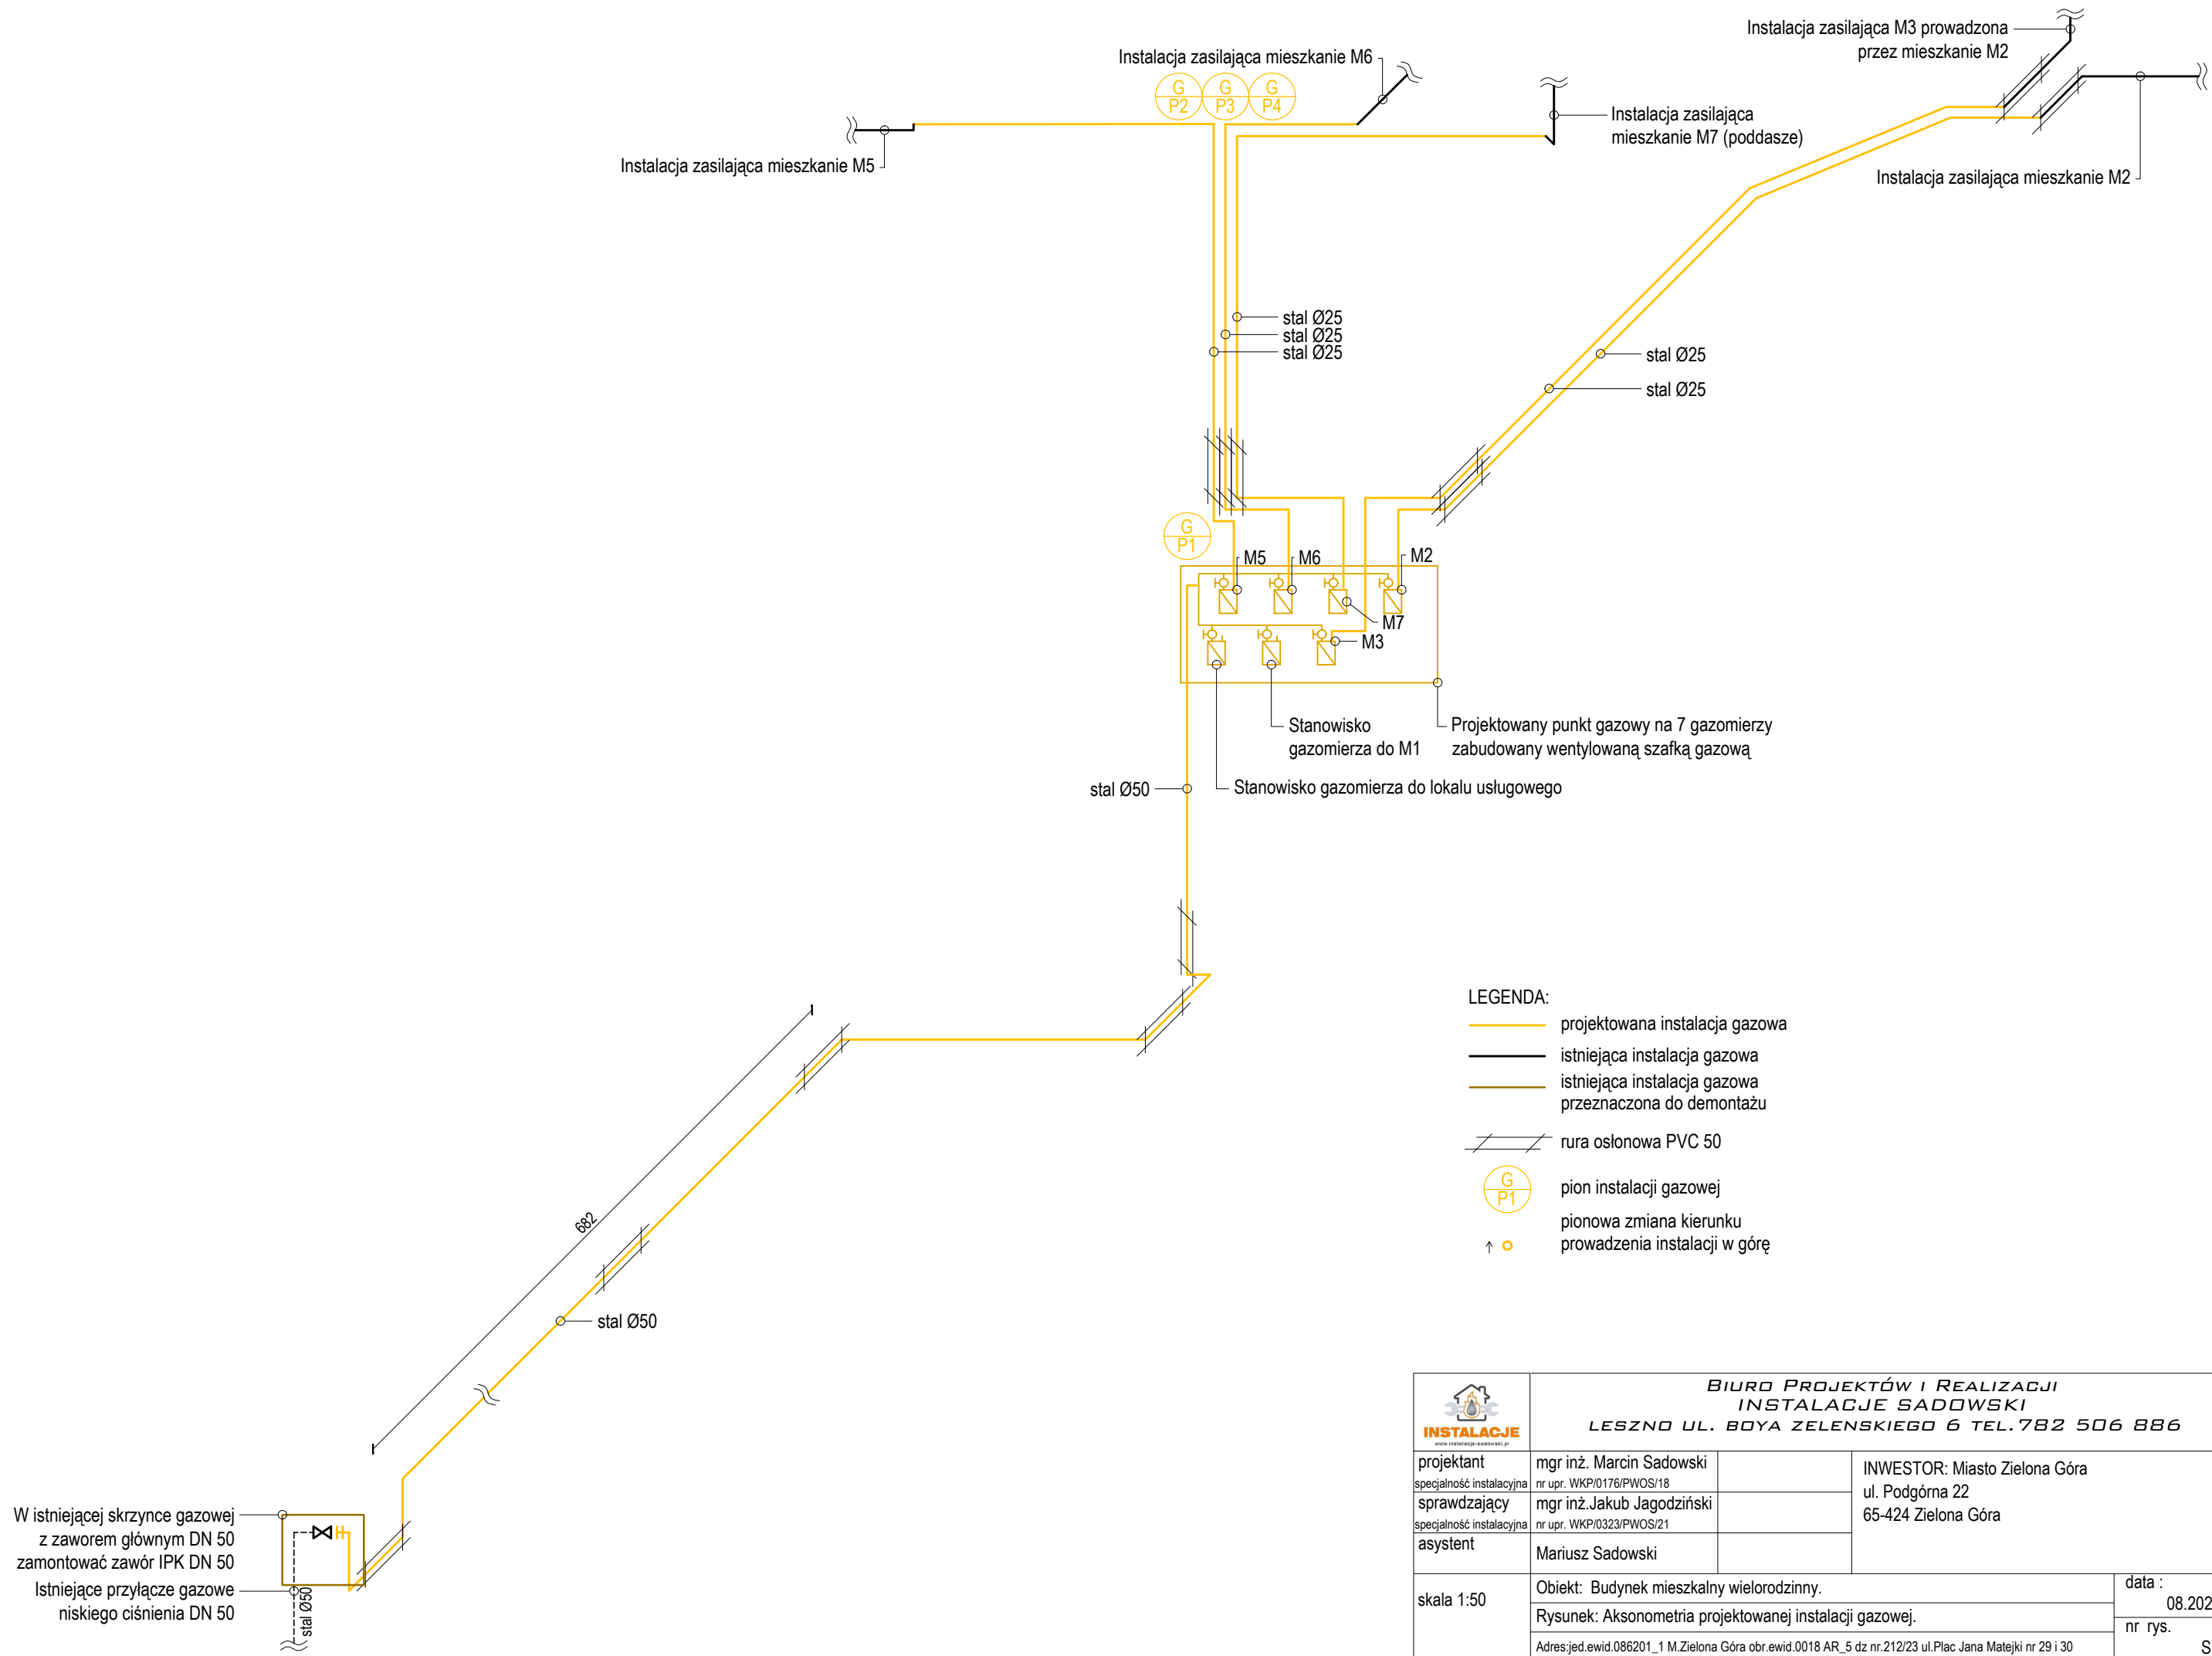 Instalacja zasilająca M3 prowadzona
przez mieszkanie M2
Instalacja zasilająca mieszkanie M6
G
P2
G
P3
G
P4
Instalacja zasilająca
mieszkanie M7 (poddasze)
Instalacja zasilająca mieszkanie M5
Instalacja zasilająca mieszkanie M2
stal Ø25
stal Ø25
stal Ø25
stal Ø25
stal Ø25
G
P1
M5
M6
M2
M7
M3
Stanowisko
gazomierza do M1
Projektowany punkt gazowy na 7 gazomierzy
zabudowany wentylowaną szafką gazową
stal Ø50
Stanowisko gazomierza do lokalu usługowego
LEGENDA:
projektowana instalacja gazowa
istniejąca instalacja gazowa
istniejąca instalacja gazowa
przeznaczona do demontażu
rura osłonowa PVC 50
G
P1
pion instalacji gazowej
pionowa zmiana kierunku
prowadzenia instalacji w górę
682
stal Ø50
W istniejącej skrzynce gazowej
z zaworem głównym DN 50
zamontować zawór IPK DN 50
Istniejące przyłącze gazowe
niskiego ciśnienia DN 50
stal Ø50
INSTALACJE
www.instalacje-sadowski.pl
BIURO PROJEKTÓW I REALIZACJI
INSTALACJE SADOWSKI
LESZNO UL. BOYA ZELENSKIEGO 6 TEL.782 506 886
projektant
specjalność instalacyjna
mgr inż. Marcin Sadowski
nr upr. WKP/0176/PWOS/18
sprawdzający
specjalność instalacyjna
mgr inż.Jakub Jagodziński
nr upr. WKP/0323/PWOS/21
asystent
Mariusz Sadowski
INWESTOR: Miasto Zielona Góra
ul. Podgórna 22
65-424 Zielona Góra
skala 1:50
Obiekt: Budynek mieszkalny wielorodzinny.
Rysunek: Aksonometria projektowanej instalacji gazowej.
Adres:jed.ewid.086201_1 M.Zielona Góra obr.ewid.0018 AR_5 dz nr.212/23 ul.Plac Jana Matejki nr 29 i 30
data :
08.202
nr rys.
S